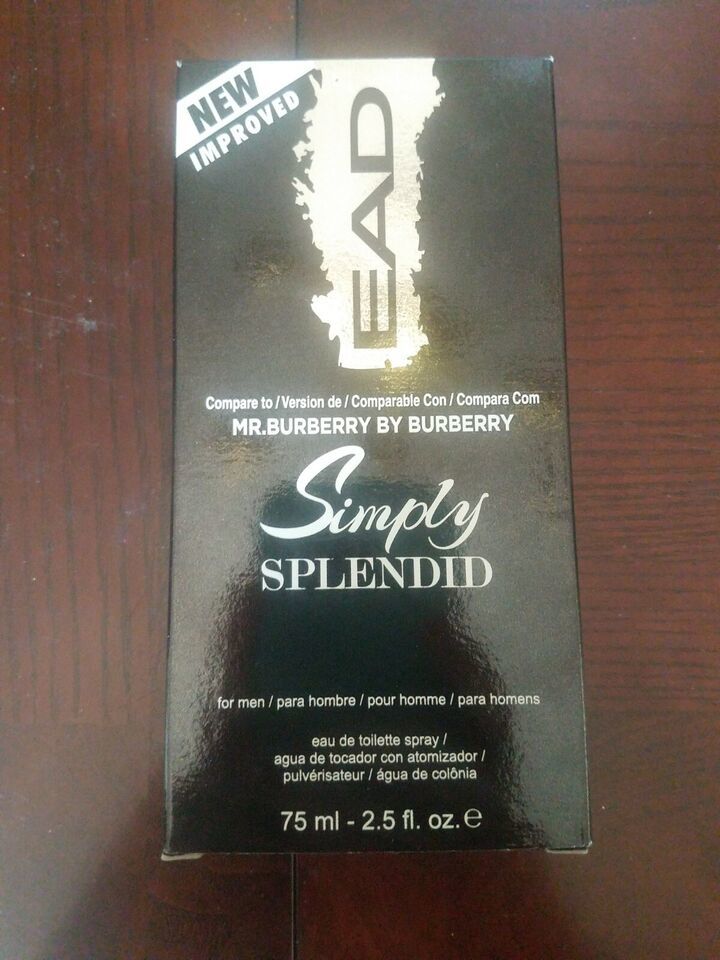 NEW
IMPROVED
EAD
Compare to / Version de / Comparable Con / Compara Com
MR.BURBERRY BY BURBERRY
Simply
SPLENDID
for men / para hombre / pour homme / para homens
eau de toilette spray /
agua de tocador con atomizador /
pulvérisateur / água de colônia
75 ml - 2.5 fl. oz. ℮